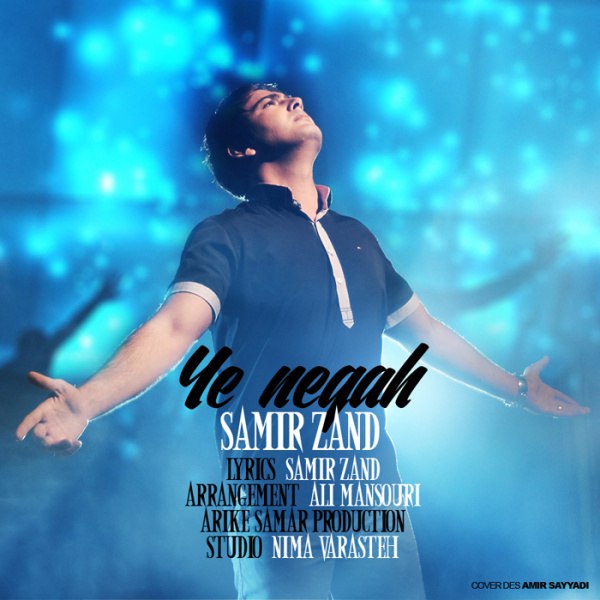 Ye negah
SAMIR ZAND
LYRICS SAMIR ZAND
ARRANGEMENT ALI MANSOURI
ARIKE SAMAR PRODUCTION
STUDIO NIMA VARASTEH
COVER DES AMIR SAYYADI